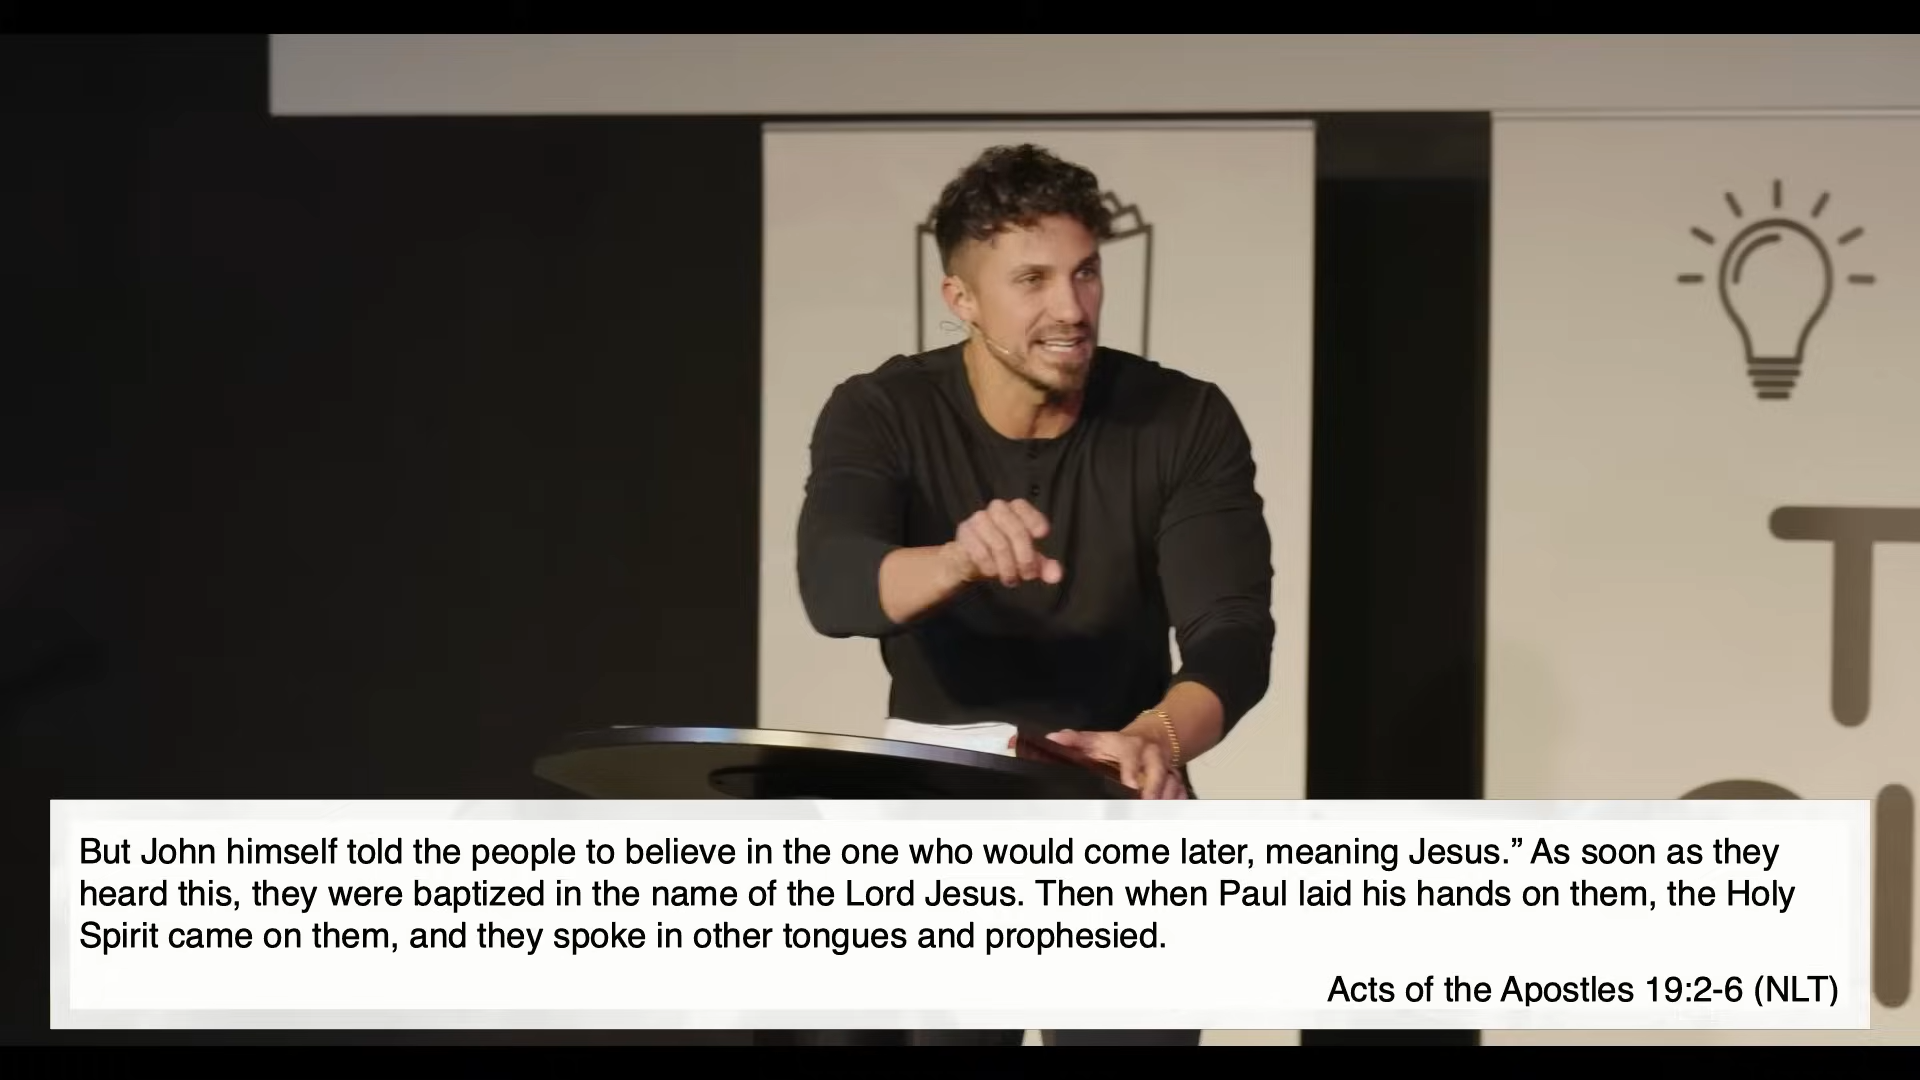 But John himself told the people to believe in the one who would come later, meaning Jesus.” As soon as they
heard this, they were baptized in the name of the Lord Jesus. Then when Paul laid his hands on them, the Holy
Spirit came on them, and they spoke in other tongues and prophesied.
Acts of the Apostles 19:2-6 (NLT)
T